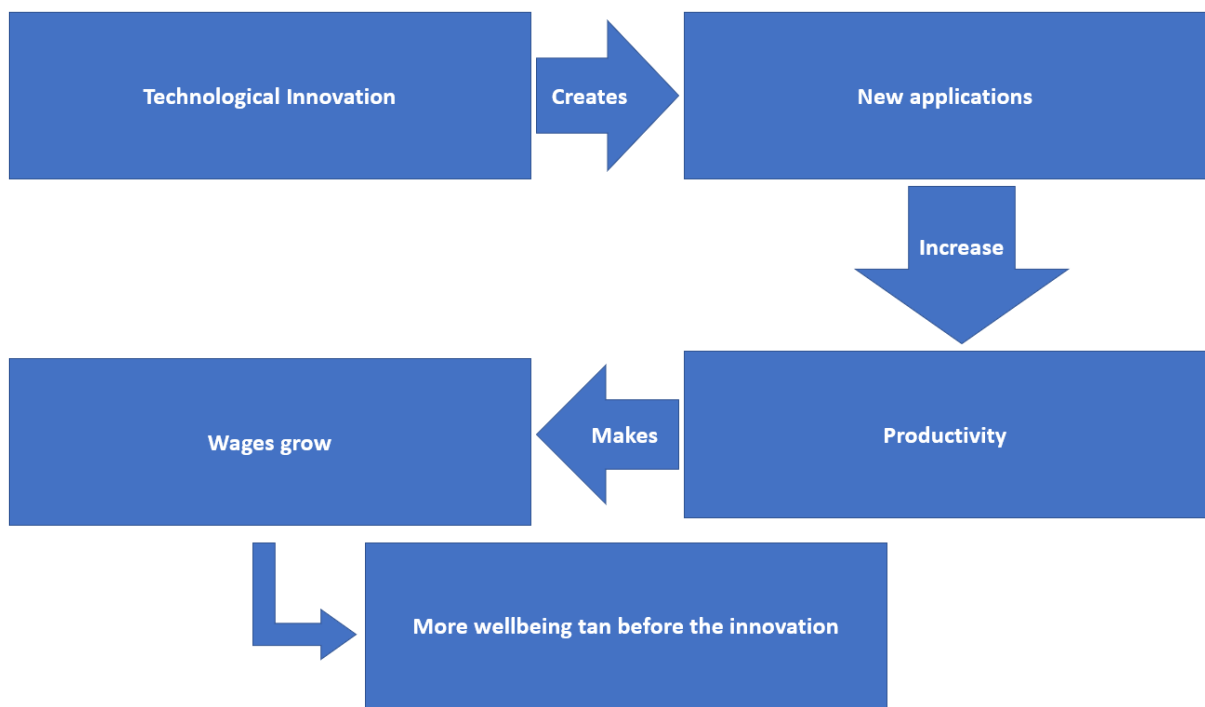 Technological Innovation
Creates
New applications
Increase
Productivity
Makes
Wages grow
More wellbeing tan before the innovation